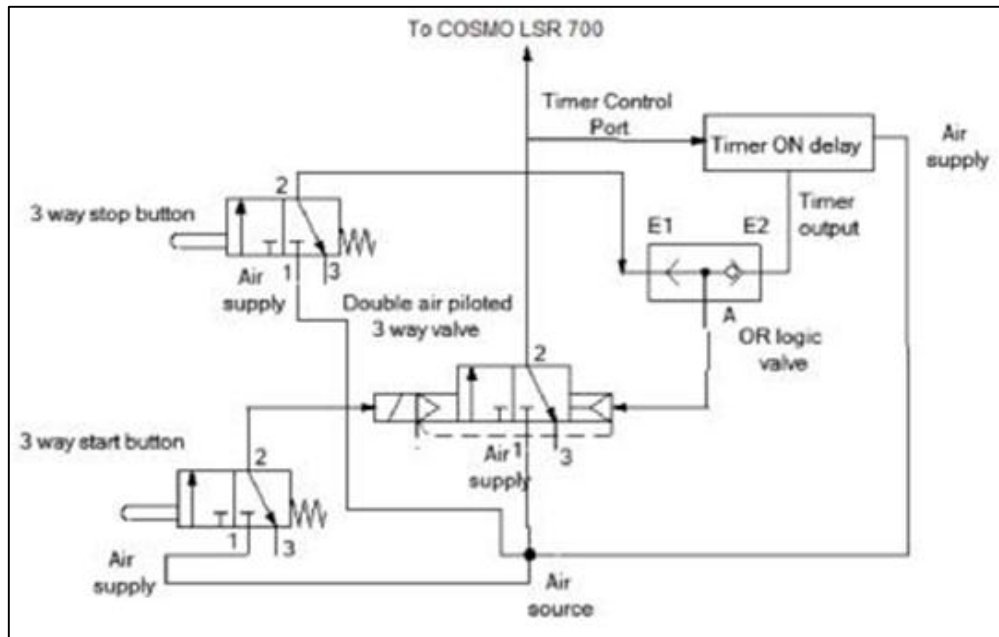 To COSMO LSR 700
Timer Control
Port
Timer ON delay
Air
supply
2
3 way stop button
Timer
output
E1
E2
1
3
Air
supply
Double air piloted
3 way valve
A
OR logic
valve
2
3 way start button
2
Air
supply
1
3
1
3
Air
supply
Air
source